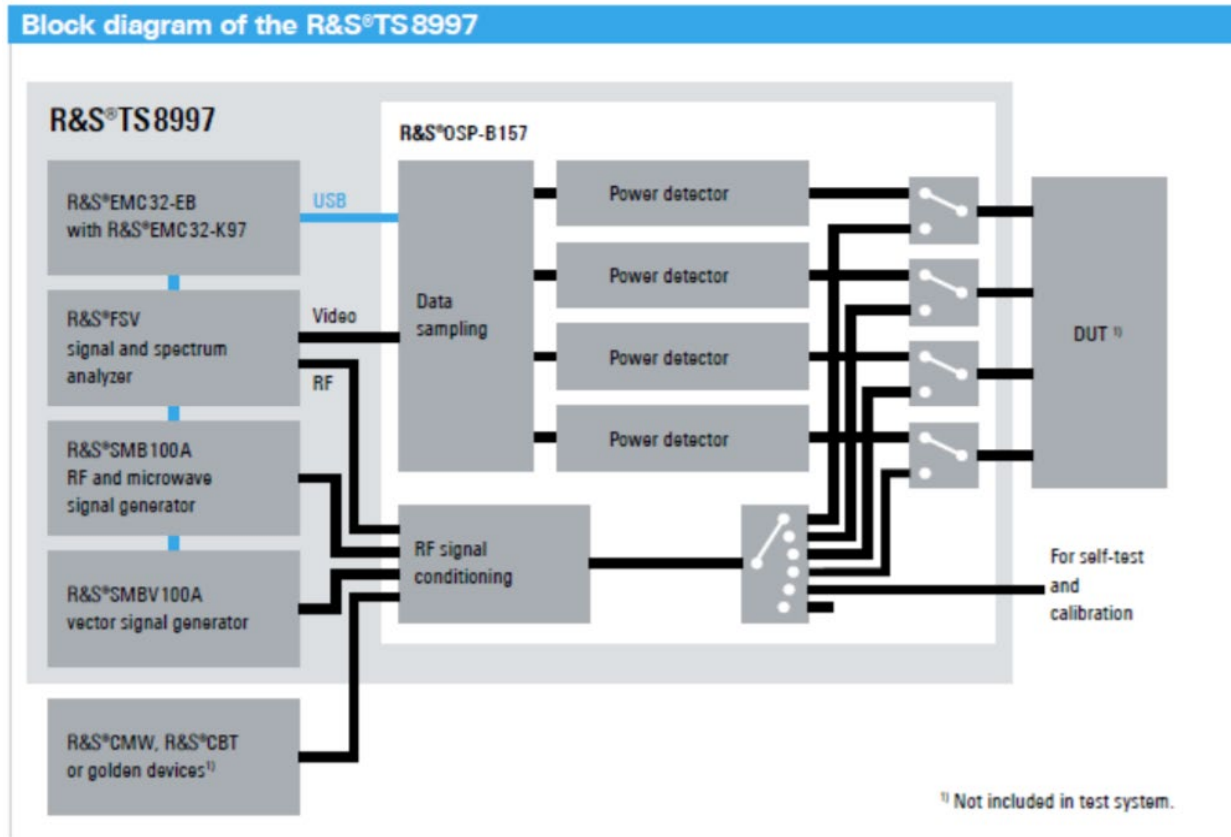 Block diagram of the R&S®TS8997
R&S®TS8997
R&S®OSP-B157
R&S®EMC32-EB
with R&S®EMC32-K97
USB
R&S®FSV
signal and spectrum
analyzer
Video
RF
R&S®SMB100A
RF and microwave
signal generator
R&S®SMBV100A
vector signal generator
R&S®CMW, R&S®CBT
or golden devices¹⁾
Data
sampling
Power detector
Power detector
Power detector
Power detector
RF signal
conditioning
DUT ¹⁾
For self-test
and
calibration
¹⁾ Not included in test system.